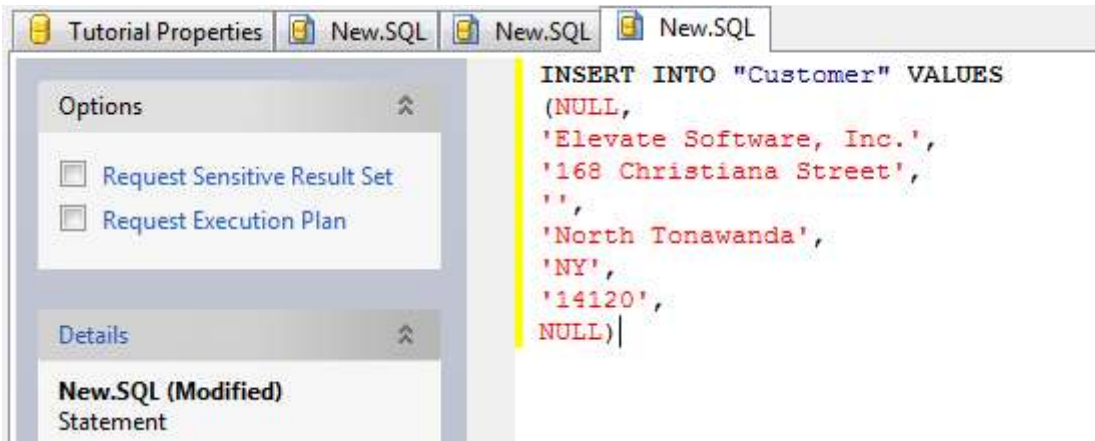 Tutorial Properties New.SQL New.SQL New.SQL
Options
Request Sensitive Result Set
Request Execution Plan
Details
New.SQL (Modified)
Statement
INSERT INTO "Customer" VALUES
(NULL,
'Elevate Software, Inc.',
'168 Christiana Street',
'',
'North Tonawanda',
'NY',
'14120',
NULL)